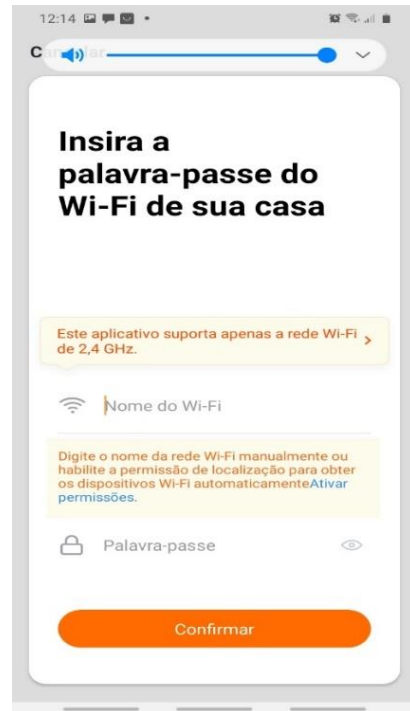 12:14
Insira a
palavra-passe do
Wi-Fi de sua casa
Este aplicativo suporta apenas a rede Wi-Fi
de 2,4 GHz.
Nome do Wi-Fi
Digite o nome da rede Wi-Fi manualmente ou
habilite a permissão de localização para obter
os dispositivos Wi-Fi automaticamenteAtivar
permissões.
Palavra-passe
Confirmar